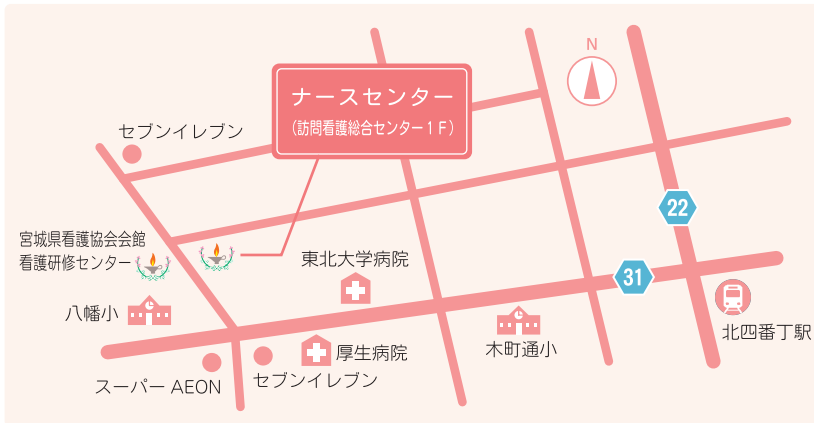 N
ナースセンター
（訪問看護総合センター１Ｆ）
セブンイレブン
22
宮城県看護協会会館
看護研修センター
東北大学病院
31
八幡小
北四番丁駅
木町通小
厚生病院
セブンイレブン
スーパー AEON